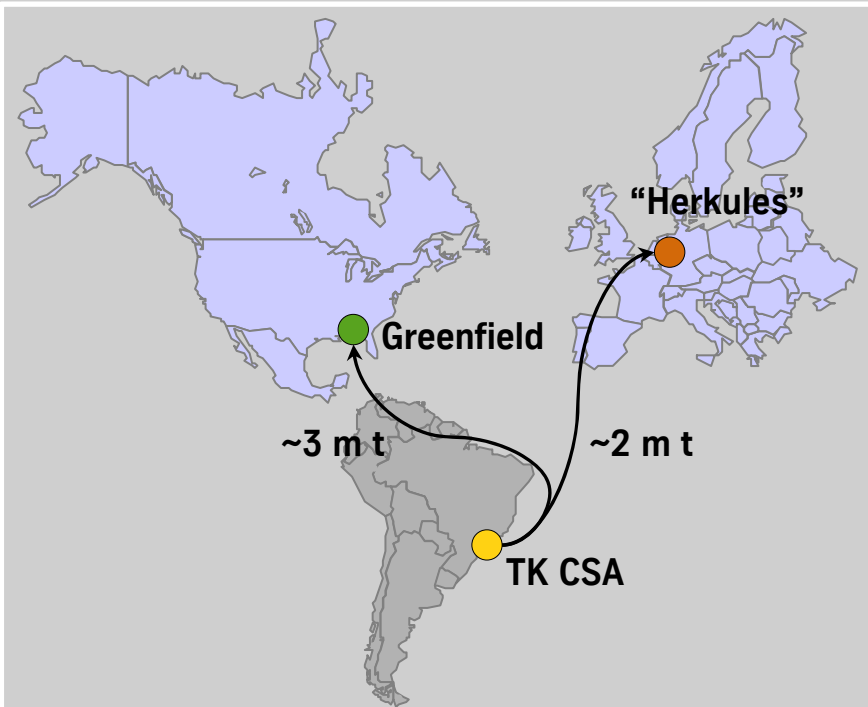 “Herkules”
Greenfield
~3 m t
~2 m t
TK CSA